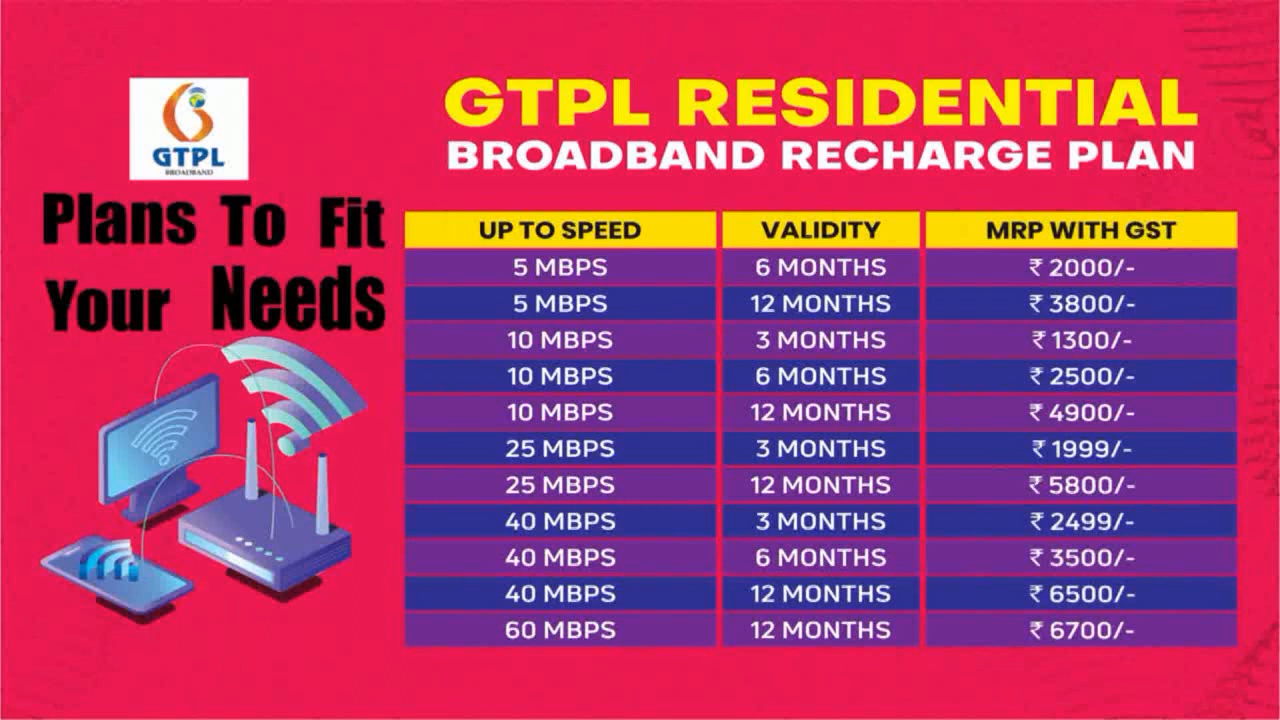 GTPL
BROADBAND
Plans To Fit
Your Needs
GTPL RESIDENTIAL
BROADBAND RECHARGE PLAN
UP TO SPEED VALIDITY MRP WITH GST
5 MBPS 6 MONTHS ₹ 2000/-
5 MBPS 12 MONTHS ₹ 3800/-
10 MBPS 3 MONTHS ₹ 1300/-
10 MBPS 6 MONTHS ₹ 2500/-
10 MBPS 12 MONTHS ₹ 4900/-
25 MBPS 3 MONTHS ₹ 1999/-
25 MBPS 12 MONTHS ₹ 5800/-
40 MBPS 3 MONTHS ₹ 2499/-
40 MBPS 6 MONTHS ₹ 3500/-
40 MBPS 12 MONTHS ₹ 6500/-
60 MBPS 12 MONTHS ₹ 6700/-